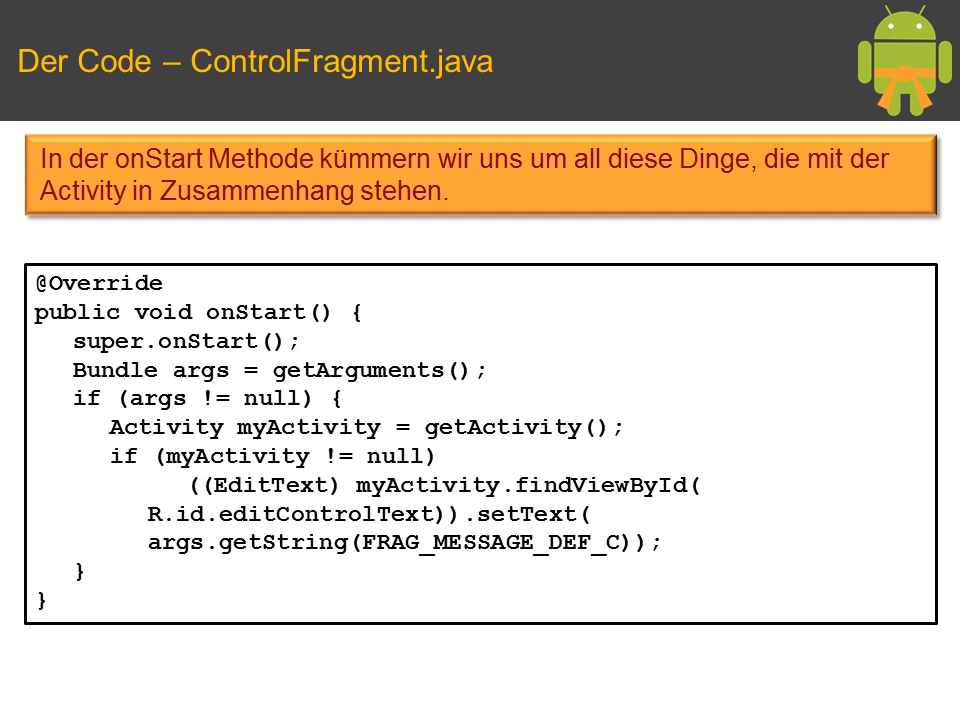 Der Code – ControlFragment.java
In der onStart Methode kümmern wir uns um all diese Dinge, die mit der
Activity in Zusammenhang stehen.
@Override
public void onStart() {
super.onStart();
Bundle args = getArguments();
if (args != null) {
Activity myActivity = getActivity();
if (myActivity != null)
((EditText) myActivity.findViewById(
R.id.editControlText)).setText(
args.getString(FRAG_MESSAGE_DEF_C));
}
}